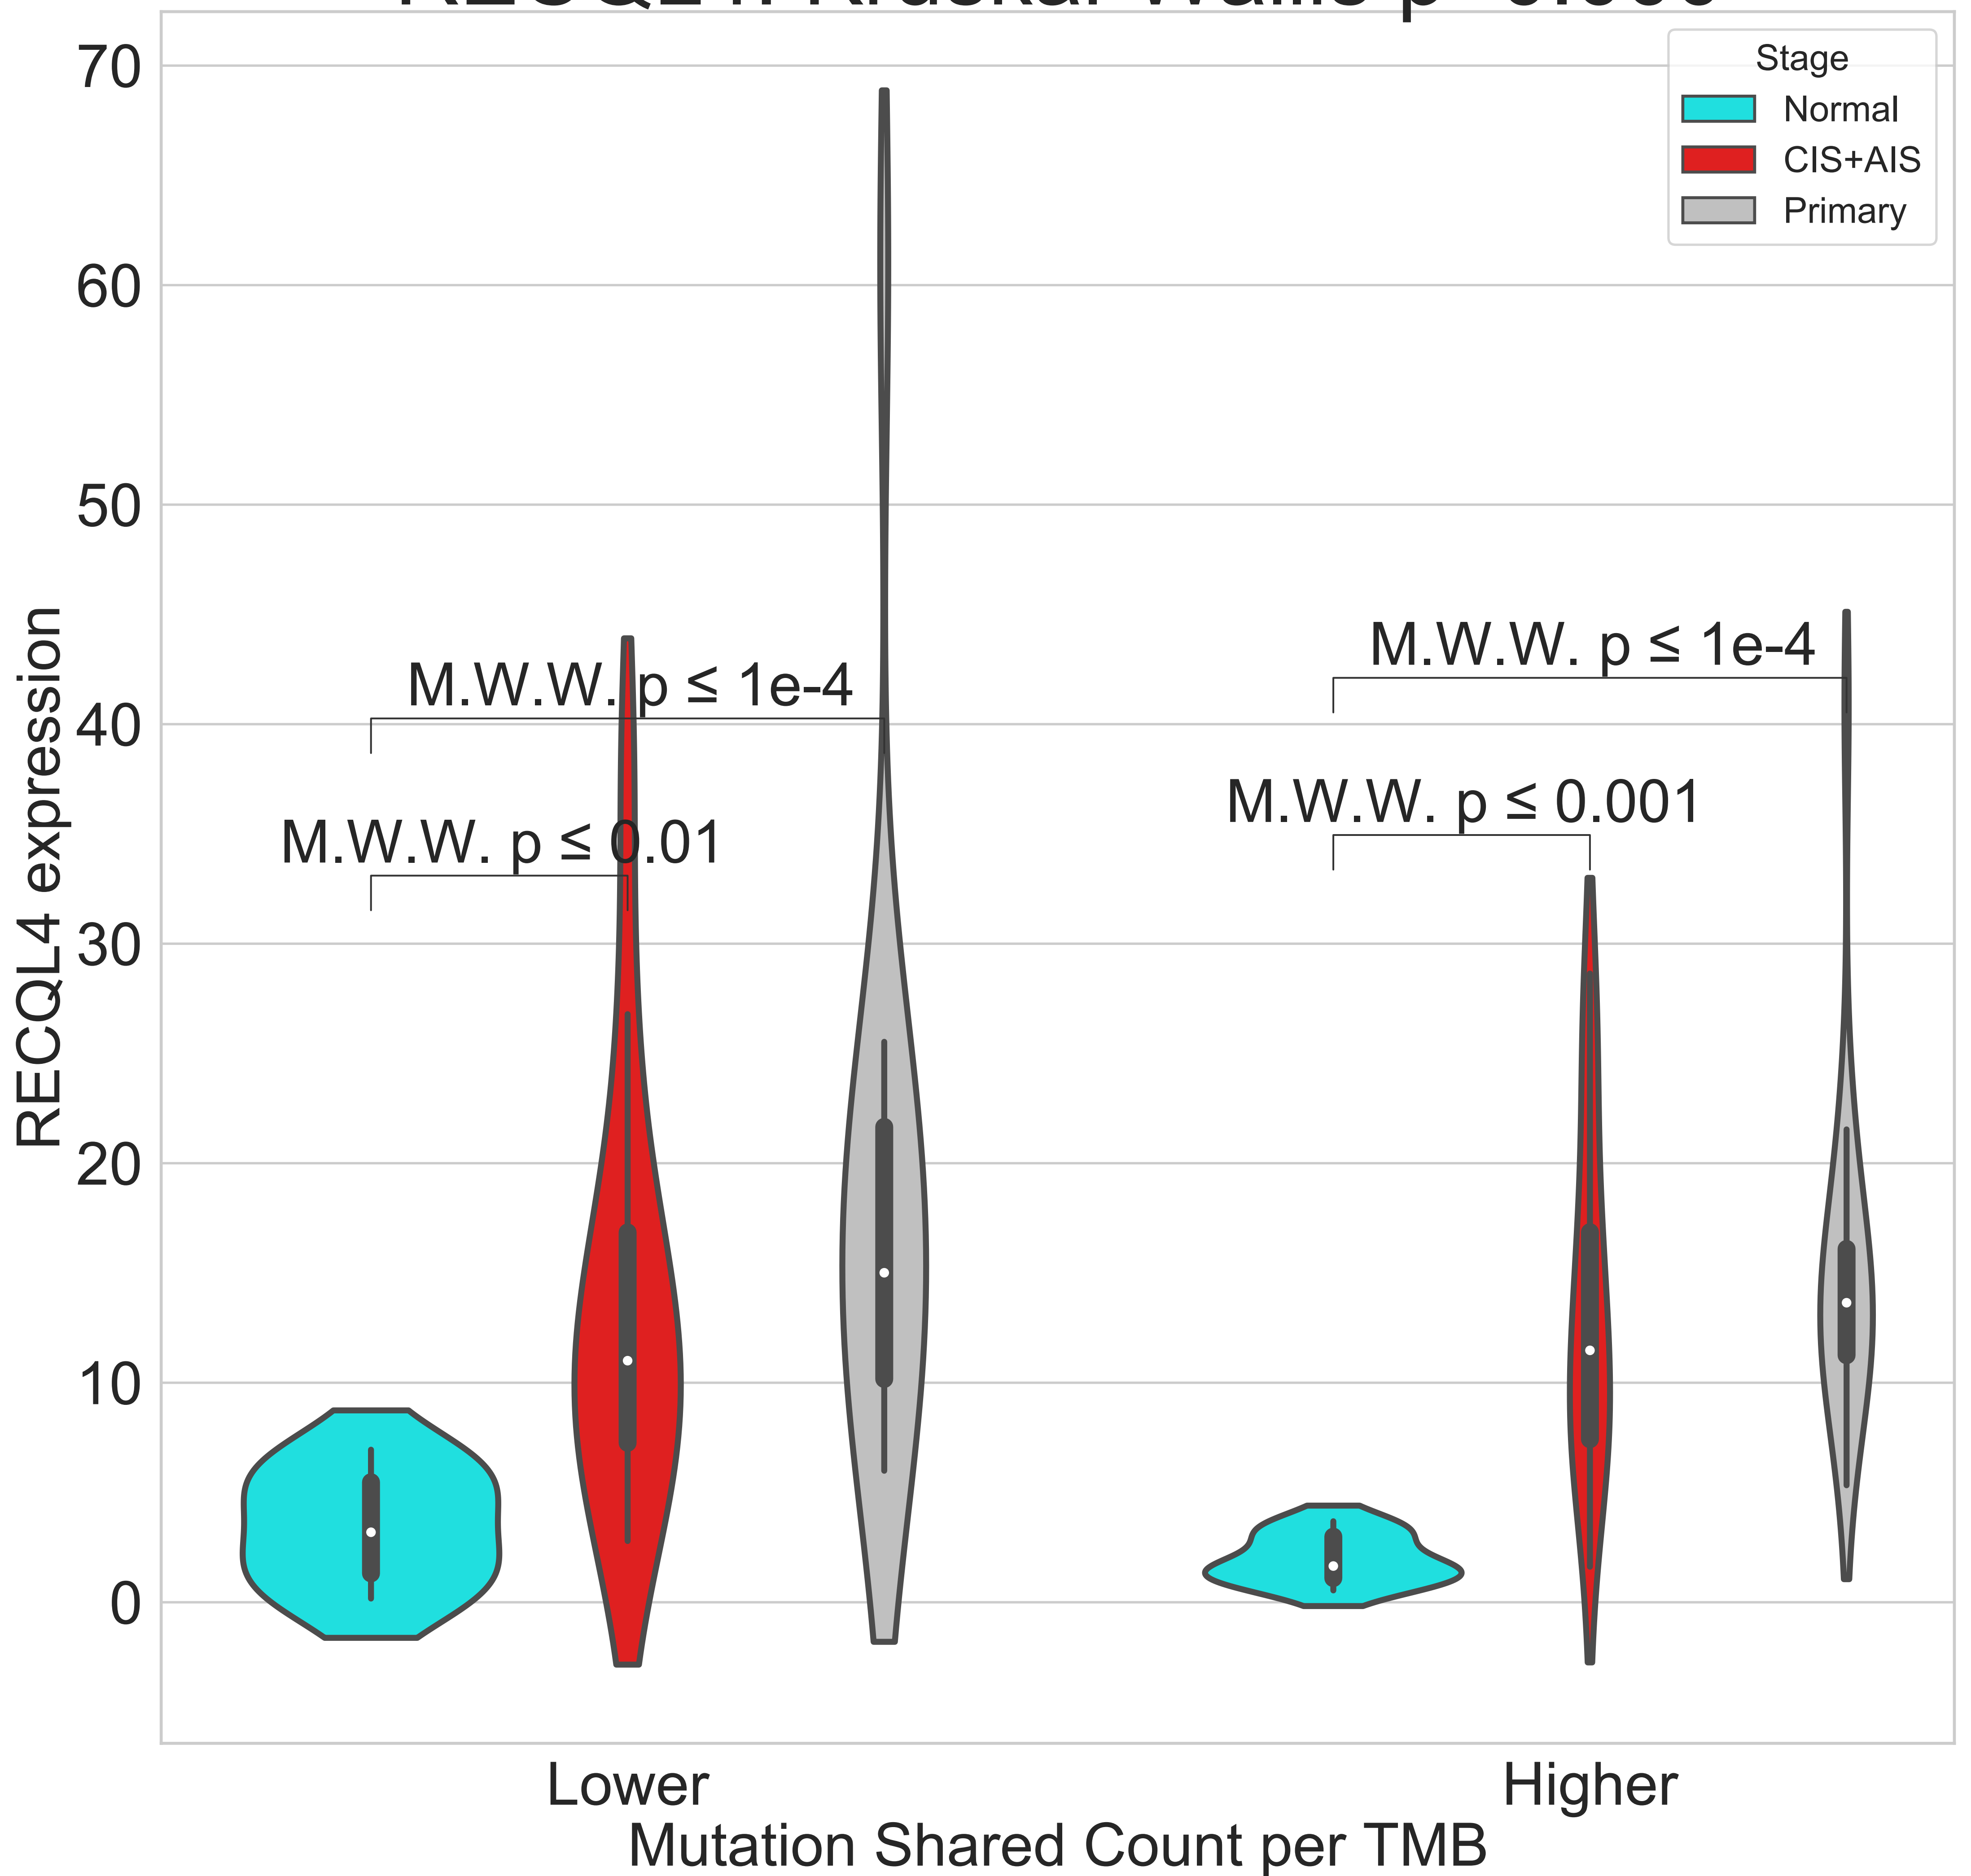 70
Stage
Normal
CIS+AIS
Primary
60
50
M.W.W. p ≤ 1e-4
M.W.W. p ≤ 1e-4
40
M.W.W. p ≤ 0.001
M.W.W. p ≤ 0.01
30
20
10
0
RECQL4 expression
Lower
Higher
Mutation Shared Count per TMB